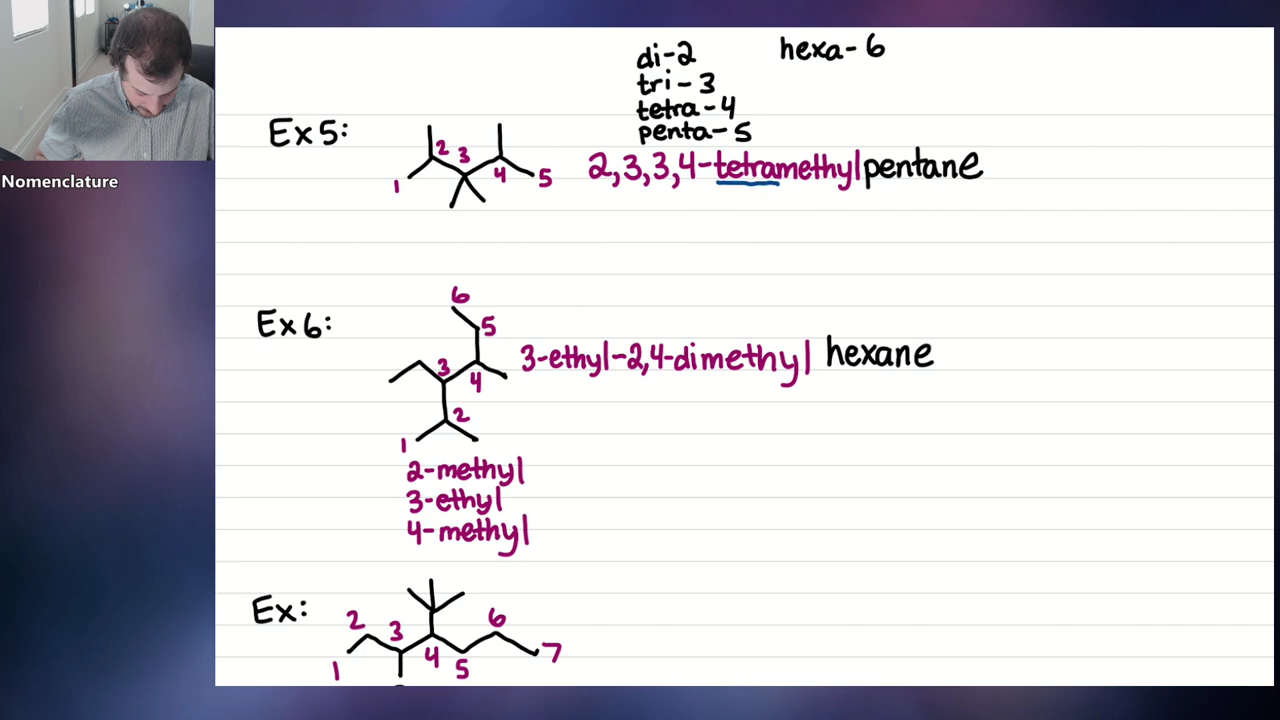 di-2
hexa-6
tri-3
tetra-4
penta-5
Ex 5:
2 3
1 4 5
2,3,3,4-tetramethylpentane
Nomenclature
Ex 6:
6
5
3
4
2
1
3-ethyl-2,4-dimethyl hexane
2-methyl
3-ethyl
4-methyl
Ex:
2 3 6
1 4 5 7